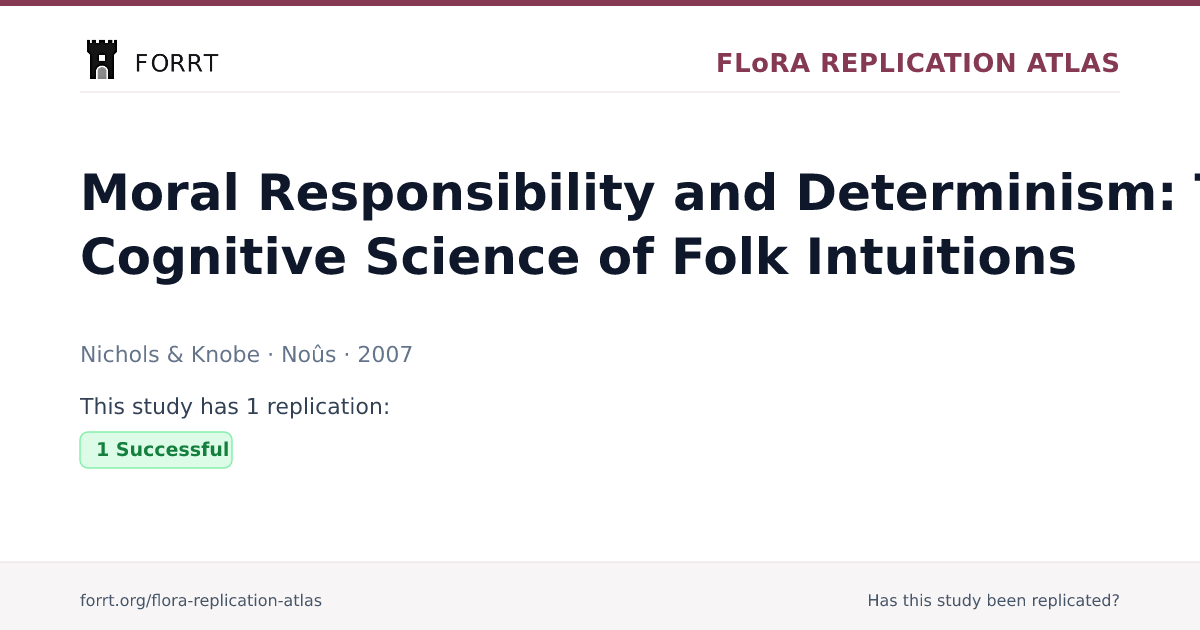 FORRT
FLoRA REPLICATION ATLAS
Moral Responsibility and Determinism:
Cognitive Science of Folk Intuitions
Nichols & Knobe · Noûs · 2007
This study has 1 replication:
1 Successful
forrt.org/flora-replication-atlas
Has this study been replicated?